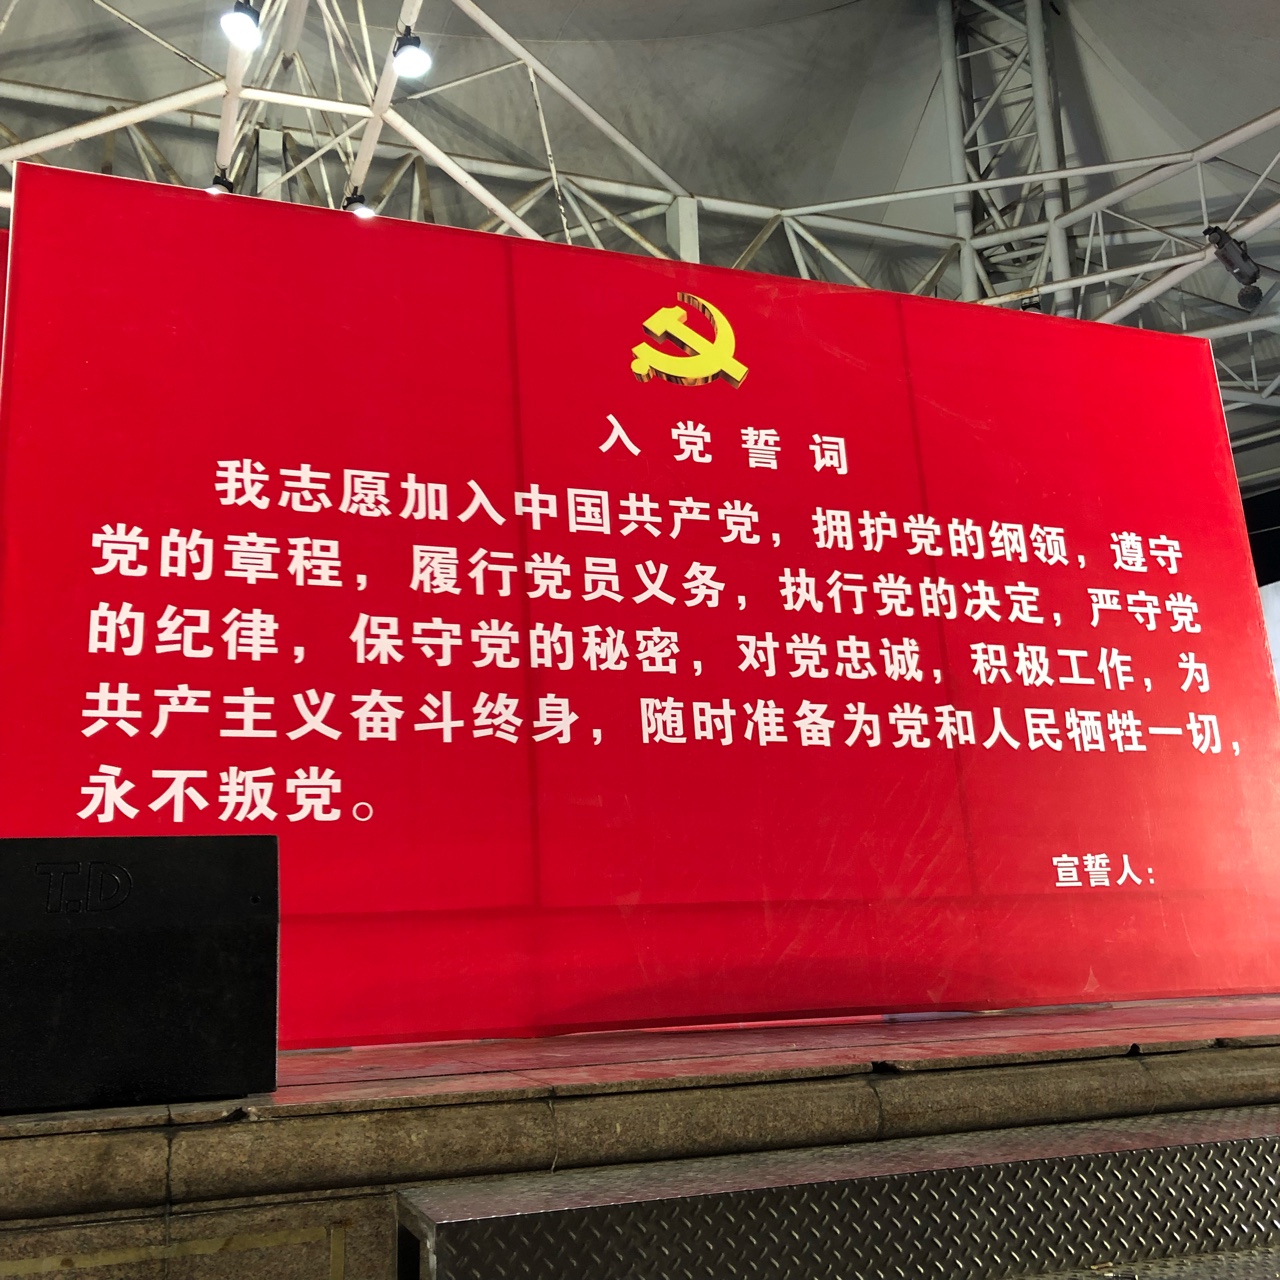 入党誓词
我志愿加入中国共产党，拥护党的纲领，遵守
党的章程，履行党员义务，执行党的决定，严守党
的纪律，保守党的秘密，对党忠诚，积极工作，为
共产主义奋斗终身，随时准备为党和人民牺牲一切，
永不叛党。
宣誓人：
T.D